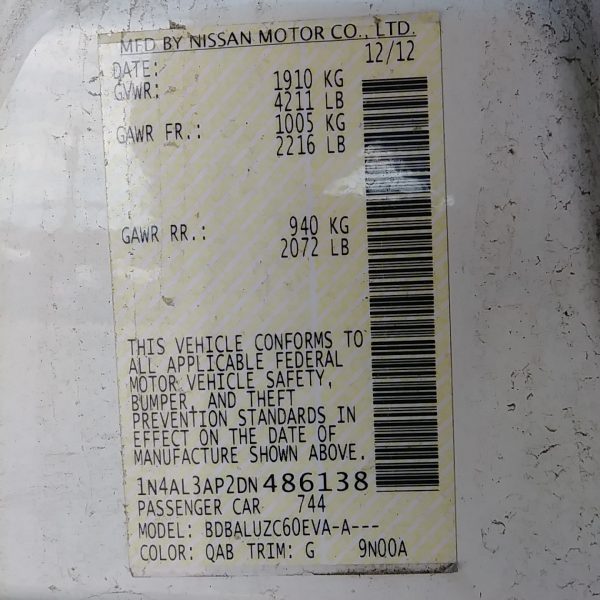 MFD BY NISSAN MOTOR CO., LTD.
DATE: 12/12
GVWR: 1910 KG
4211 LB
GAWR FR.: 1005 KG
2216 LB
GAWR RR.: 940 KG
2072 LB
THIS VEHICLE CONFORMS TO
ALL APPLICABLE FEDERAL
MOTOR VEHICLE SAFETY,
BUMPER, AND THEFT
PREVENTION STANDARDS IN
EFFECT ON THE DATE OF
MANUFACTURE SHOWN ABOVE.
1N4AL3AP2DN486138
PASSENGER CAR 744
MODEL: BDBALUZC60EVA-A---
COLOR: QAB TRIM: G 9N00A